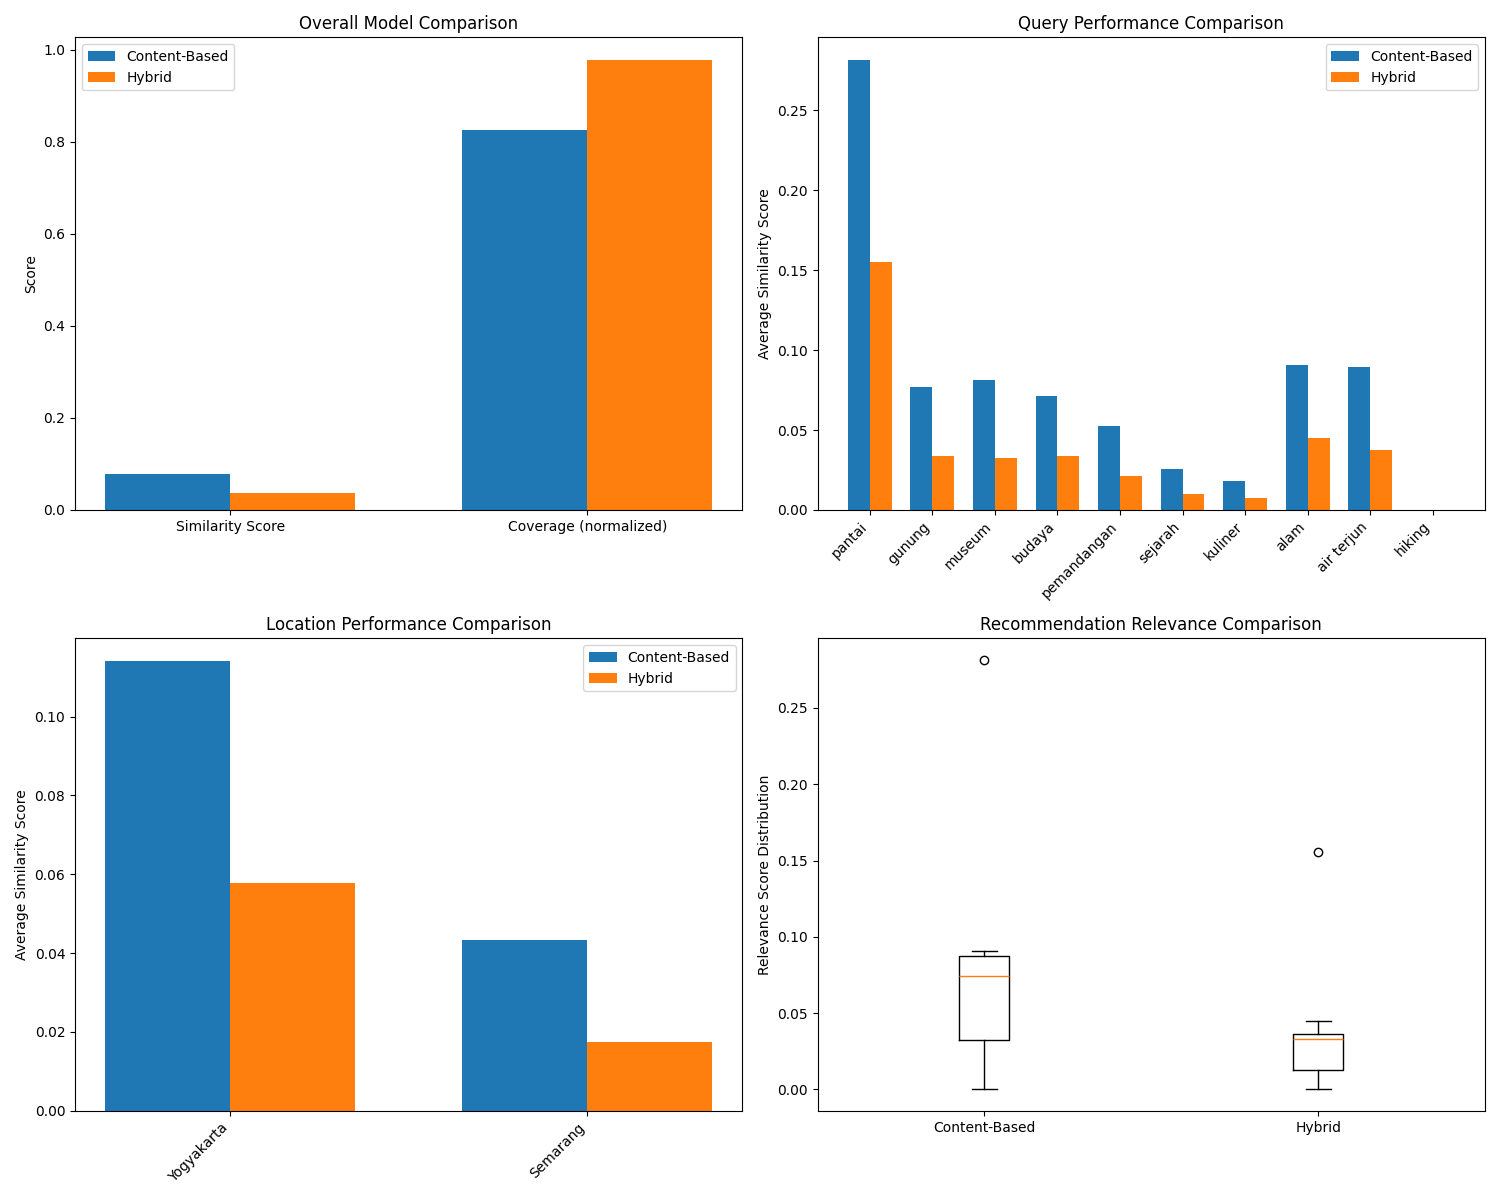 Overall Model Comparison
Content-Based
Hybrid
1.0
0.8
0.6
0.4
0.2
0.0
Score
Similarity Score
Coverage (normalized)
Query Performance Comparison
Content-Based
Hybrid
0.25
0.20
0.15
0.10
0.05
0.00
Average Similarity Score
pantai
gunung
museum
budaya
pemandangan
sejarah
kuliner
alam
air terjun
hiking
Location Performance Comparison
Content-Based
Hybrid
0.10
0.08
0.06
0.04
0.02
0.00
Average Similarity Score
Yogyakarta
Semarang
Recommendation Relevance Comparison
0.25
0.20
0.15
0.10
0.05
0.00
Relevance Score Distribution
Content-Based
Hybrid